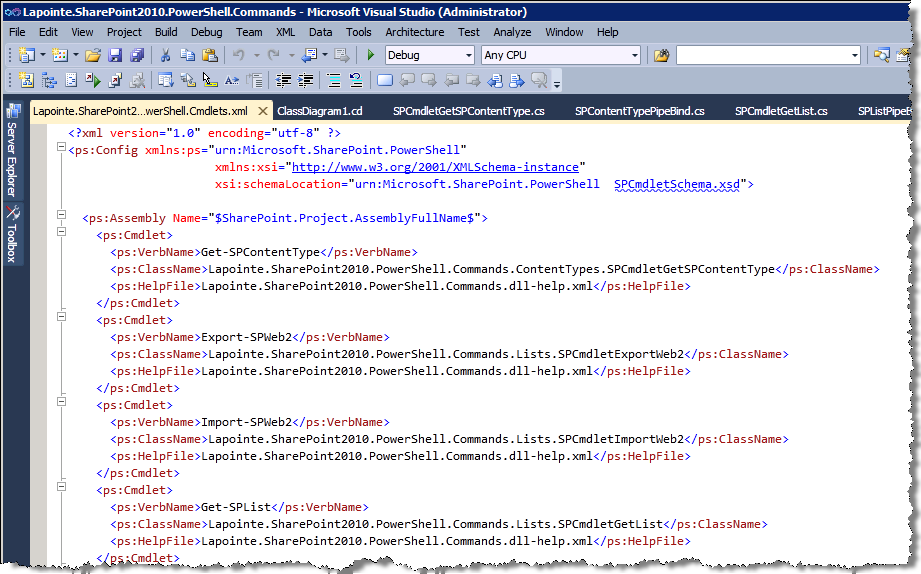 Lapointe.SharePoint2010.PowerShell.Commands - Microsoft Visual Studio (Administrator)
File Edit View Project Build Debug Team XML Data Tools Architecture Test Analyze Window Help
Debug Any CPU
Lapointe.SharePoint2...werShell.Cmdlets.xml ClassDiagram1.cd SPCmdletGetSPContentType.cs SPContentTypePipeBind.cs SPCmdletGetList.cs SPListPipeB
Server Explorer
Toolbox
<?xml version="1.0" encoding="utf-8" ?>
<ps:Config xmlns:ps="urn:Microsoft.SharePoint.PowerShell"
xmlns:xsi="http://www.w3.org/2001/XMLSchema-instance"
xsi:schemaLocation="urn:Microsoft.SharePoint.PowerShell SPCmdletSchema.xsd">
<ps:Assembly Name="$SharePoint.Project.AssemblyFullName$">
<ps:Cmdlet>
<ps:VerbName>Get-SPContentType</ps:VerbName>
<ps:ClassName>Lapointe.SharePoint2010.PowerShell.Commands.ContentTypes.SPCmdletGetSPContentType</ps:ClassName>
<ps:HelpFile>Lapointe.SharePoint2010.PowerShell.Commands.dll-help.xml</ps:HelpFile>
</ps:Cmdlet>
<ps:Cmdlet>
<ps:VerbName>Export-SPWeb2</ps:VerbName>
<ps:ClassName>Lapointe.SharePoint2010.PowerShell.Commands.Lists.SPCmdletExportWeb2</ps:ClassName>
<ps:HelpFile>Lapointe.SharePoint2010.PowerShell.Commands.dll-help.xml</ps:HelpFile>
</ps:Cmdlet>
<ps:Cmdlet>
<ps:VerbName>Import-SPWeb2</ps:VerbName>
<ps:ClassName>Lapointe.SharePoint2010.PowerShell.Commands.Lists.SPCmdletImportWeb2</ps:ClassName>
<ps:HelpFile>Lapointe.SharePoint2010.PowerShell.Commands.dll-help.xml</ps:HelpFile>
</ps:Cmdlet>
<ps:Cmdlet>
<ps:VerbName>Get-SPList</ps:VerbName>
<ps:ClassName>Lapointe.SharePoint2010.PowerShell.Commands.Lists.SPCmdletGetList</ps:ClassName>
<ps:HelpFile>Lapointe.SharePoint2010.PowerShell.Commands.dll-help.xml</ps:HelpFile>
</ps:Cmdlet>